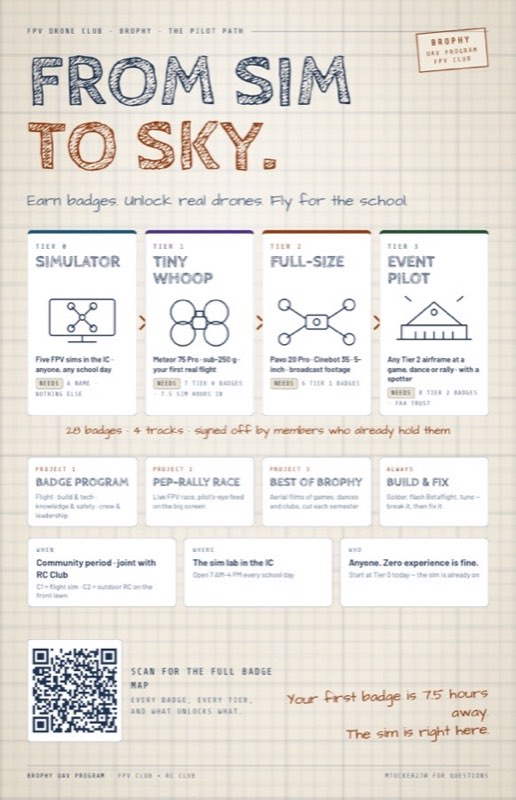 FPV DRONE CLUB · BROPHY · THE PILOT PATH
BROPHY
UAV PROGRAM
FPV CLUB
FROM SIM
TO SKY.
Earn badges. Unlock real drones. Fly for the school.
TIER 0
SIMULATOR
Five FPV sims in the IC ·
anyone, any school day
NEEDS A NAME ·
NOTHING ELSE
TIER 1
TINY
WHOOP
Meteor 75 Pro · sub-250 g ·
your first real flight
NEEDS 7 TIER 0 BADGES
· 7.5 SIM HOURS IN
TIER 2
FULL-SIZE
Pavo 20 Pro · Cinebot 35 · 5-
inch · broadcast footage
NEEDS 6 TIER 1 BADGES
TIER 3
EVENT
PILOT
Any Tier 2 airframe at a
game, dance or rally · with a
spotter
NEEDS 8 TIER 2 BADGES
· TRUST
28 badges · 4 tracks · signed off by members who already hold them
PROJECT 1
BADGE PROGRAM
Flight · build & tech ·
knowledge & safety · crew &
leadership
PROJECT 2
PEP-RALLY RACE
Live FPV race, pilot's-eye feed
on the big screen
PROJECT 3
BEST OF BROPHY
Aerial films of games, dances
and clubs, cut each semester
ALWAYS
BUILD & FIX
Solder, flash Betaflight, tune —
break it, then fix it
WHEN
Community period · joint with
RC Club
C1 = flight sim · C2 = outdoor RC on the
front lawn
WHERE
The sim lab in the IC
Open 7 AM–4 PM every school day
WHO
Anyone. Zero experience is fine.
Start at Tier 0 today — the sim is already on
SCAN FOR THE FULL BADGE
MAP
EVERY BADGE, EVERY TIER,
AND WHAT UNLOCKS WHAT.
Your first badge is 7.5 hours
away.
The sim is right here.
BROPHY UAV PROGRAM · FPV CLUB + RC CLUB
FOR QUESTIONS